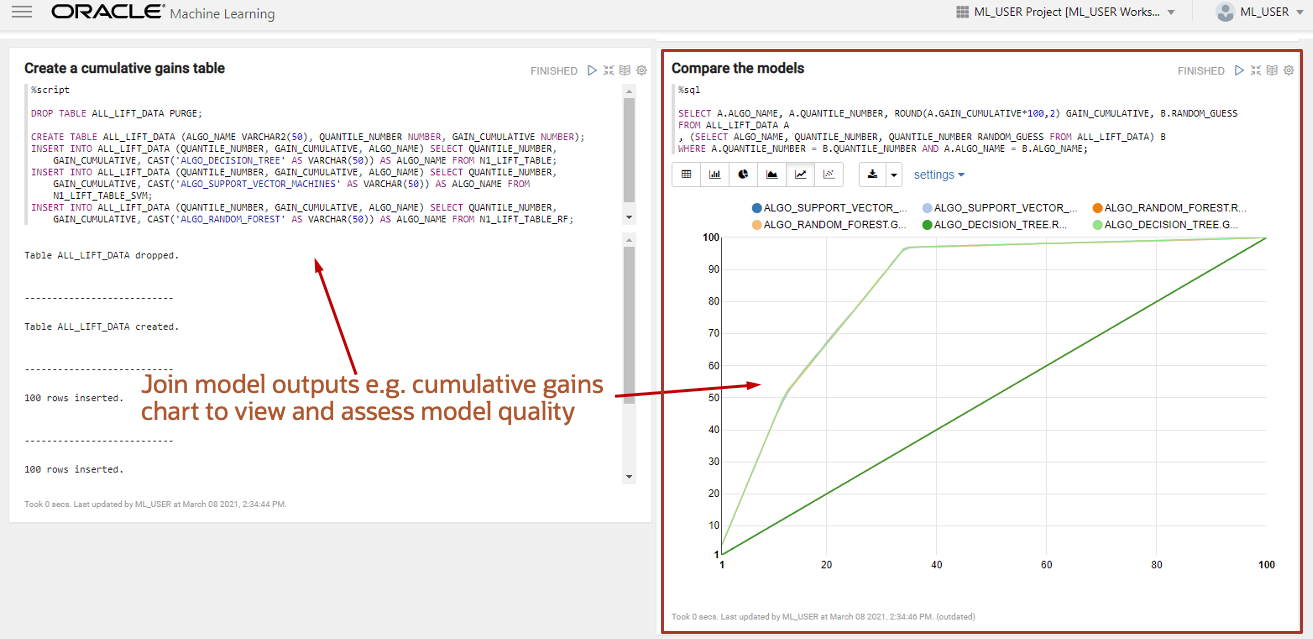 ORACLE® Machine Learning
ML_USER Project [ML_USER Works...
ML_USER
Create a cumulative gains table
FINISHED
%script
DROP TABLE ALL_LIFT_DATA PURGE;
CREATE TABLE ALL_LIFT_DATA (ALGO_NAME VARCHAR2(50), QUANTILE_NUMBER NUMBER, GAIN_CUMULATIVE NUMBER);
INSERT INTO ALL_LIFT_DATA (QUANTILE_NUMBER, GAIN_CUMULATIVE, ALGO_NAME) SELECT QUANTILE_NUMBER,
GAIN_CUMULATIVE, CAST('ALGO_DECISION_TREE' AS VARCHAR(50)) AS ALGO_NAME FROM N1_LIFT_TABLE;
INSERT INTO ALL_LIFT_DATA (QUANTILE_NUMBER, GAIN_CUMULATIVE, ALGO_NAME) SELECT QUANTILE_NUMBER,
GAIN_CUMULATIVE, CAST('ALGO_SUPPORT_VECTOR_MACHINES' AS VARCHAR(50)) AS ALGO_NAME FROM
N1_LIFT_TABLE_SVM;
INSERT INTO ALL_LIFT_DATA (QUANTILE_NUMBER, GAIN_CUMULATIVE, ALGO_NAME) SELECT QUANTILE_NUMBER,
GAIN_CUMULATIVE, CAST('ALGO_RANDOM_FOREST' AS VARCHAR(50)) AS ALGO_NAME FROM N1_LIFT_TABLE_RF;
Table ALL_LIFT_DATA dropped.
---------------------------
Table ALL_LIFT_DATA created.
---------------------------
100 rows inserted.
---------------------------
100 rows inserted.
Took 0 secs. Last updated by ML_USER at March 08 2021, 2:34:44 PM.
Join model outputs e.g. cumulative gains
chart to view and assess model quality
Compare the models
FINISHED
%sql
SELECT A.ALGO_NAME, A.QUANTILE_NUMBER, ROUND(A.GAIN_CUMULATIVE*100,2) GAIN_CUMULATIVE, B.RANDOM_GUESS
FROM ALL_LIFT_DATA A
, (SELECT ALGO_NAME, QUANTILE_NUMBER, QUANTILE_NUMBER RANDOM_GUESS FROM ALL_LIFT_DATA) B
WHERE A.QUANTILE_NUMBER = B.QUANTILE_NUMBER AND A.ALGO_NAME = B.ALGO_NAME;
settings
ALGO_SUPPORT_VECTOR_... ALGO_SUPPORT_VECTOR_... ALGO_RANDOM_FOREST.R...
ALGO_RANDOM_FOREST.G... ALGO_DECISION_TREE.R... ALGO_DECISION_TREE.G...
100
90
80
70
60
50
40
30
20
10
1
1 20 40 60 80 100
Took 0 secs. Last updated by ML_USER at March 08 2021, 2:34:46 PM. (outdated)